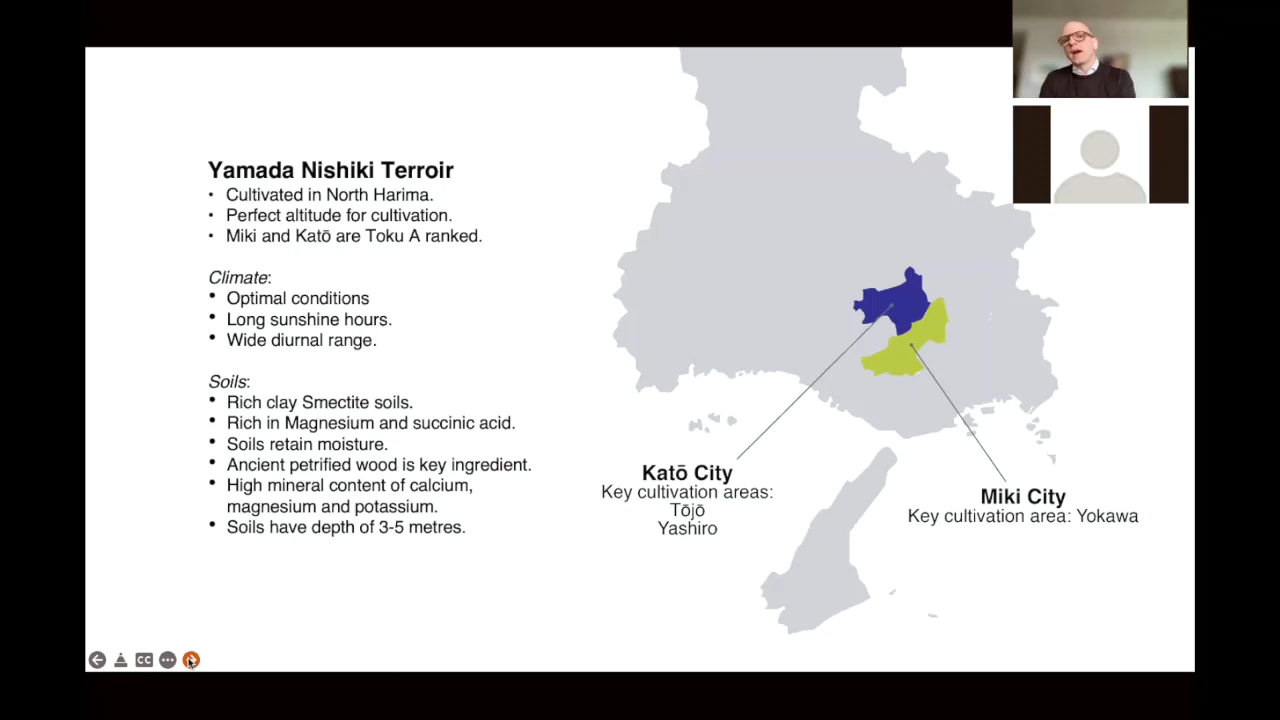 Yamada Nishiki Terroir
• Cultivated in North Harima.
• Perfect altitude for cultivation.
• Miki and Katō are Toku A ranked.
Climate:
• Optimal conditions
• Long sunshine hours.
• Wide diurnal range.
Soils:
• Rich clay Smectite soils.
• Rich in Magnesium and succinic acid.
• Soils retain moisture.
• Ancient petrified wood is key ingredient.
• High mineral content of calcium,
magnesium and potassium.
• Soils have depth of 3-5 metres.
Katō City
Key cultivation areas:
Tōjō
Yashiro
Miki City
Key cultivation area: Yokawa
CC